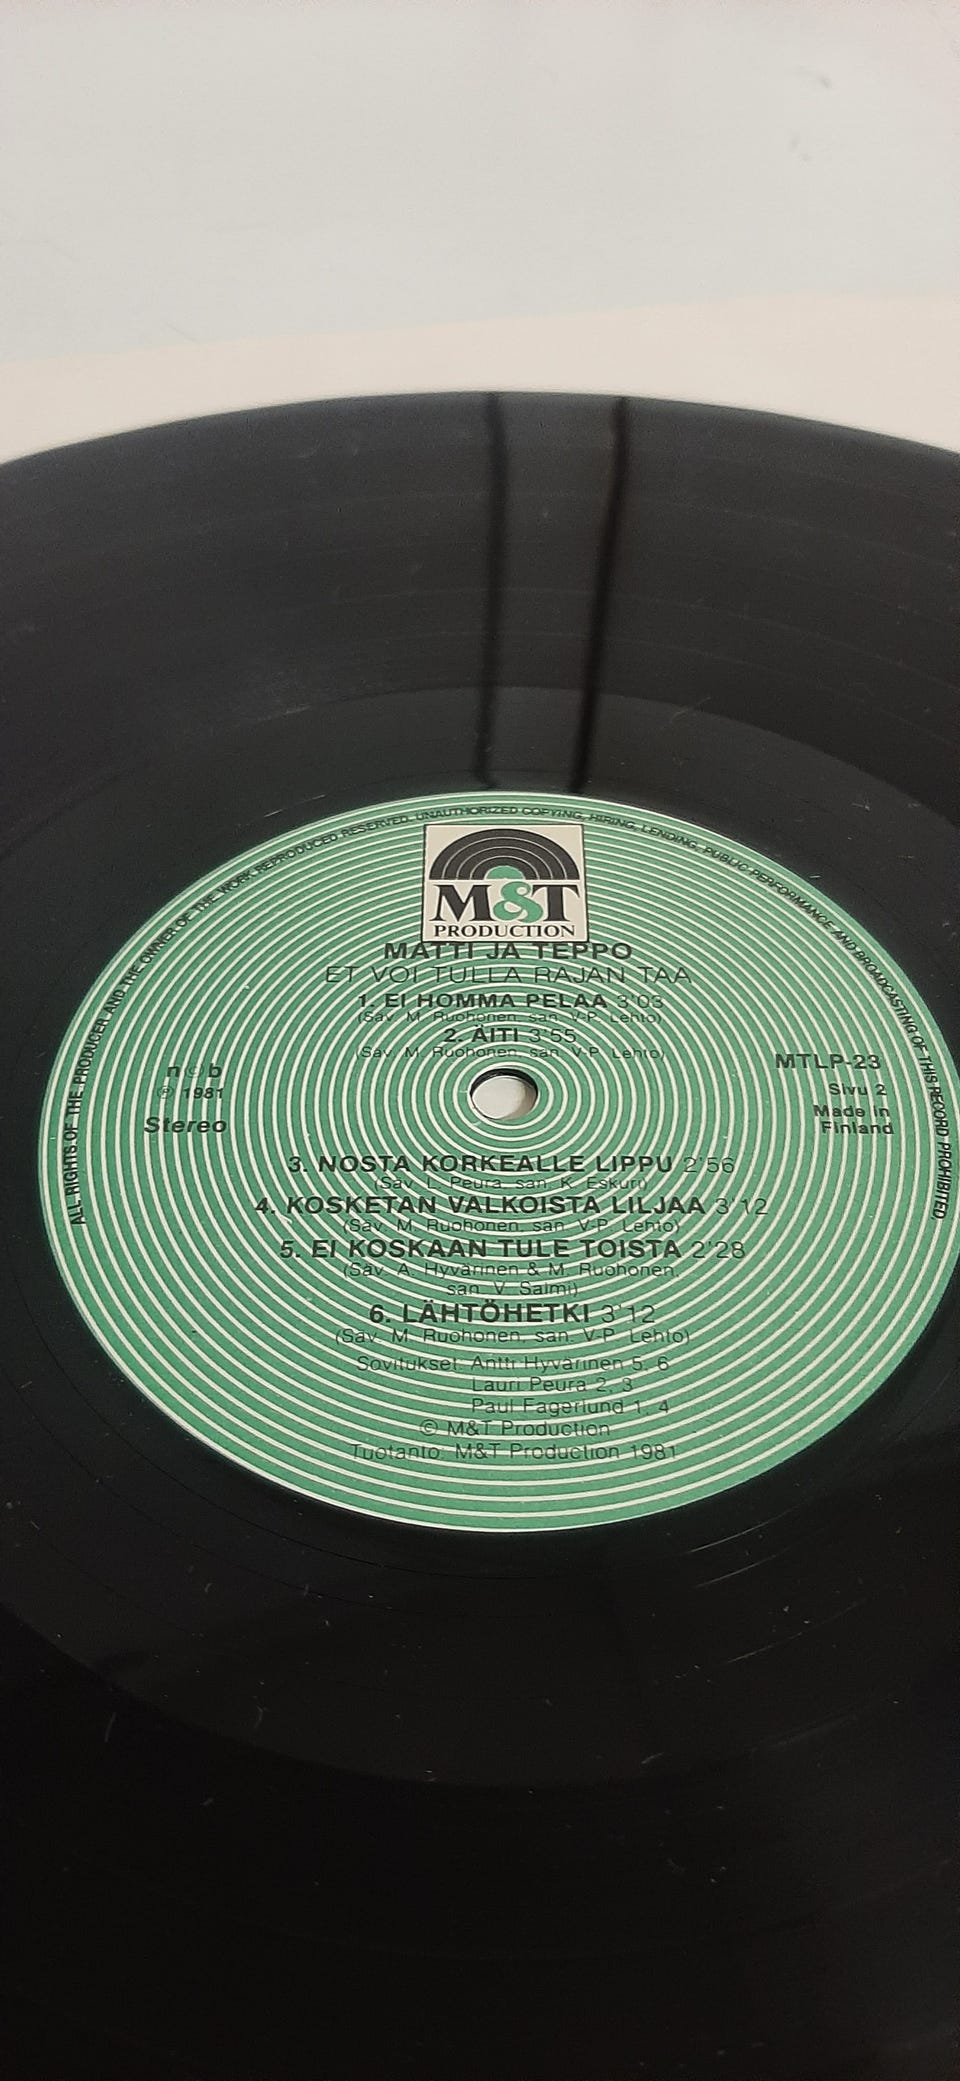 ALL RIGHTS OF THE PRODUCER AND THE OWNER OF THE WORK REPRODUCED RESERVED. UNAUTHORIZED COPYING, HIRING, LENDING, PUBLIC PERFORMANCE AND BROADCASTING OF THIS RECORD PROHIBITED.
M&T
PRODUCTION
MATTI JA TEPPO
ET VOI TULLA RAJAN TAA
1. EI HOMMA PELAA 3'03
(Säv. M. Ruohonen, san. V-P. Lehto)
2. ÄITI 3'55
(Säv. M. Ruohonen, san. V-P. Lehto)
n©b
℗ 1981
Stereo
MTLP-23
Sivu 2
Made in
Finland
3. NOSTA KORKEALLE LIPPU 2'56
(Säv. L. Peura, san. K. Eskuri)
4. KOSKETAN VALKOISTA LILJAA 3'12
(Säv. M. Ruohonen, san. V-P. Lehto)
5. EI KOSKAAN TULE TOISTA 2'28
(Säv. A. Hyvärinen & M. Ruohonen,
san. V. Salmi)
6. LÄHTÖHETKI 3'12
(Säv. M. Ruohonen, san. V-P. Lehto)
Sovitukset: Antti Hyvärinen 5, 6
Lauri Peura 2, 3
Paul Fagerlund 1, 4
© M&T Production
Tuotanto: M&T Production 1981